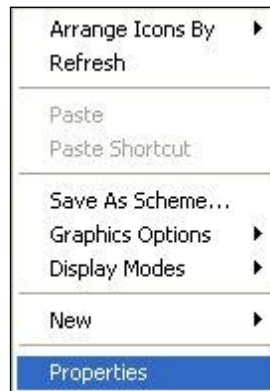 Arrange Icons By
Refresh
Paste
Paste Shortcut
Save As Scheme...
Graphics Options
Display Modes
New
Properties